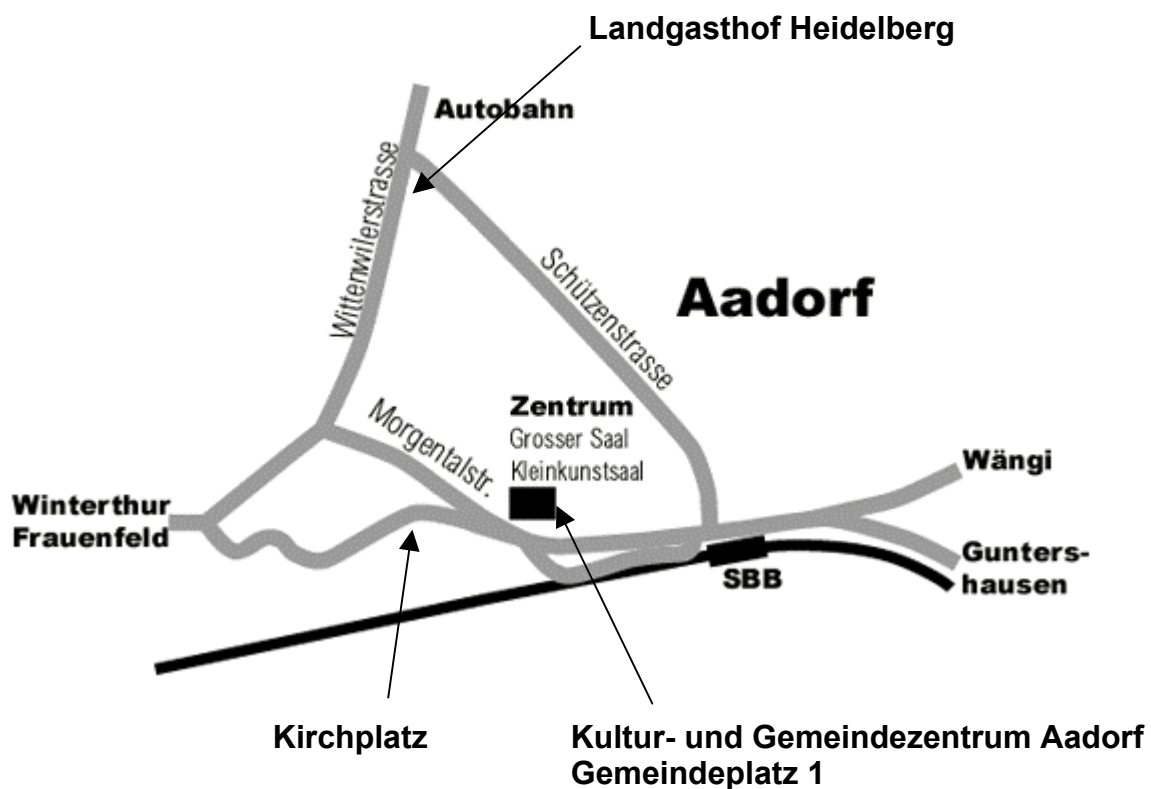 Landgasthof Heidelberg
Autobahn
Wittenwilerstrasse
Schützenstrasse
Aadorf
Morgentalstr.
Zentrum
Grosser Saal
Kleinkunstsaal
Wängi
Winterthur
Frauenfeld
Gunters-
hausen
SBB
Kirchplatz
Kultur- und Gemeindezentrum Aadorf
Gemeindeplatz 1